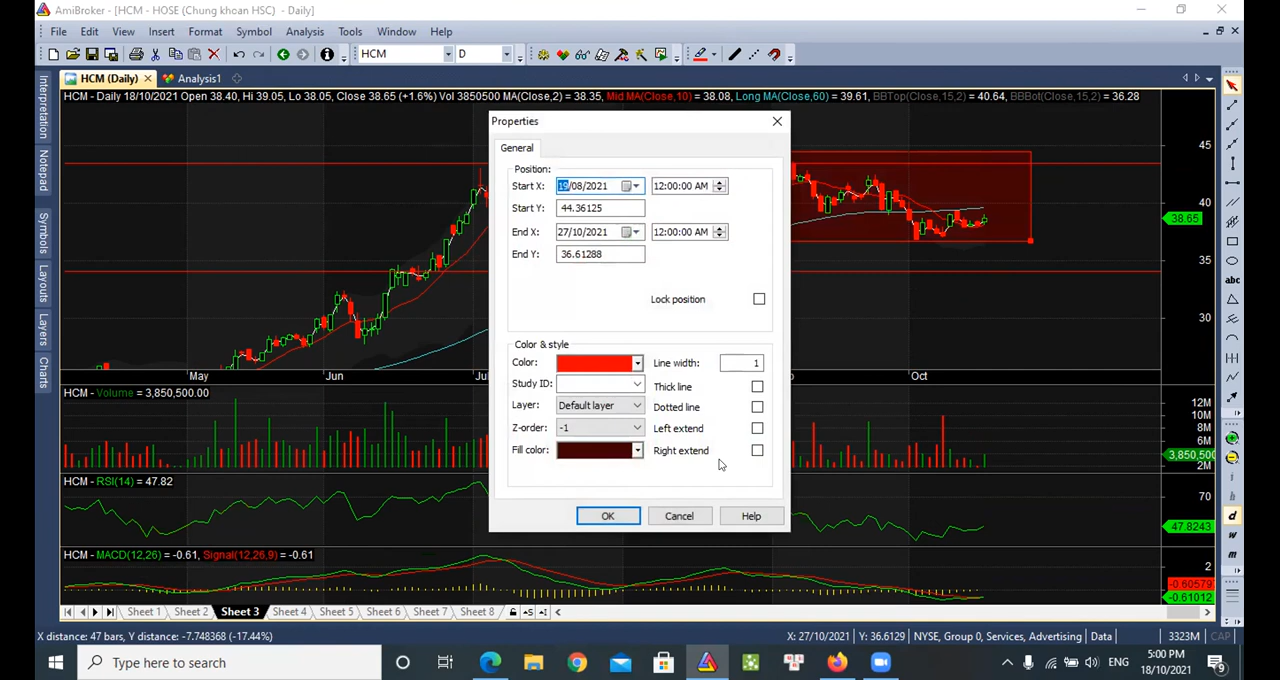 AmiBroker - [HCM - HOSE (Chung khoan HSC) - Daily]
File Edit View Insert Format Symbol Analysis Tools Window Help
HCM D
HCM (Daily) Analysis1
HCM - Daily 18/10/2021 Open 38.40, Hi 39.05, Lo 38.05, Close 38.65 (+1.6%) Vol 3850500 MA(Close,2) = 38.35, Mid MA(Close,10) = 38.08, Long MA(Close,60) = 39.61, BBTop(Close,15,2) = 40.64, BBBot(Close,15,2) = 36.28
Interpretation
Notepad
Symbols
Layouts
Layers
Charts
Properties
General
Position:
Start X: 19/08/2021 12:00:00 AM
Start Y: 44.36125
End X: 27/10/2021 12:00:00 AM
End Y: 36.61288
Lock position
Color & style
Color: Line width: 1
Study ID: Thick line
Layer: Default layer Dotted line
Z-order: -1 Left extend
Fill color: Right extend
OK Cancel Help
45
40
38.65
35
30
abc
May Jun Jul Oct
HCM - Volume = 3,850,500.00
12M
10M
8M
6M
3,850,500
2M
HCM - RSI(14) = 47.82
70
47.8243
HCM - MACD(12,26) = -0.61, Signal(12,26,9) = -0.61
2
-0.605797
-0.61012
i
h
d
w
m
Sheet 1 Sheet 2 Sheet 3 Sheet 4 Sheet 5 Sheet 6 Sheet 7 Sheet 8
X distance: 47 bars, Y distance: -7.748368 (-17.44%) X: 27/10/2021 Y: 36.6129 NYSE, Group 0, Services, Advertising Data 3323M CAP
Type here to search ENG 5:00 PM
18/10/2021 9